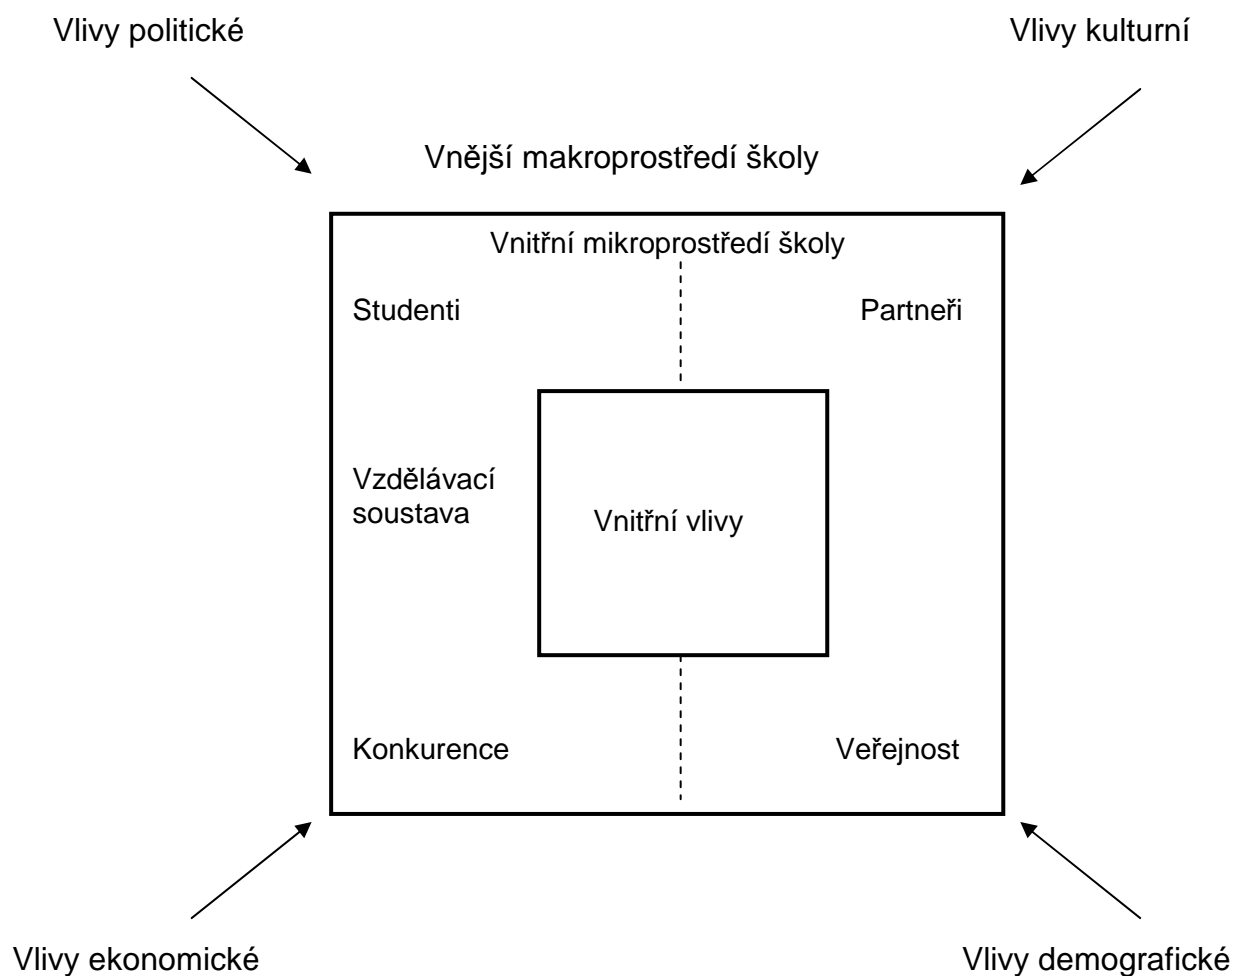 Vlivy politické
Vlivy kulturní
Vnější makroprostředí školy
Vnitřní mikroprostředí školy
Studenti
Partneři
Vzdělávací
soustava
Vnitřní vlivy
Konkurence
Veřejnost
Vlivy ekonomické
Vlivy demografické